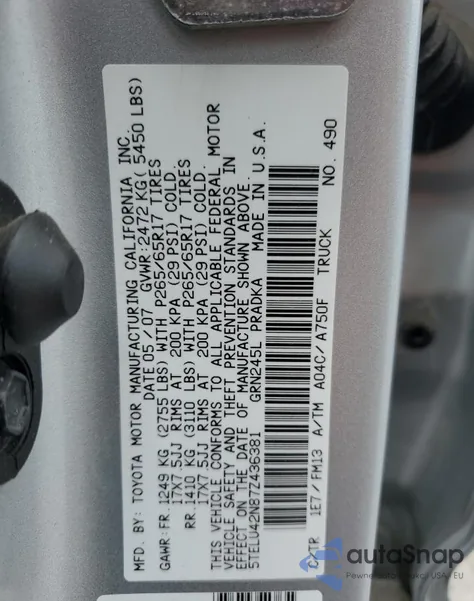 MFD. BY: TOYOTA MOTOR MANUFACTURING CALIFORNIA INC.
DATE 05/07 GVWR:2472 KG( 5450 LBS)
GAWR:FR.1249 KG (2755 LBS) WITH P265/65R17 TIRES
17X7.5JJ RIMS AT 200 KPA (29 PSI) COLD.
RR.1410 KG (3110 LBS) WITH P265/65R17 TIRES
17X7.5JJ RIMS AT 200 KPA (29 PSI) COLD.
THIS VEHICLE CONFORMS TO ALL APPLICABLE FEDERAL MOTOR
VEHICLE SAFETY AND THEFT PREVENTION STANDARDS IN
EFFECT ON THE DATE OF MANUFACTURE SHOWN ABOVE.
5TELU42N87Z436381 GRN245L PRADKA MADE IN U.S.A.
C/TR 1E7/FM13 A/TM A04C/A750F TRUCK NO. 490
autoSnap